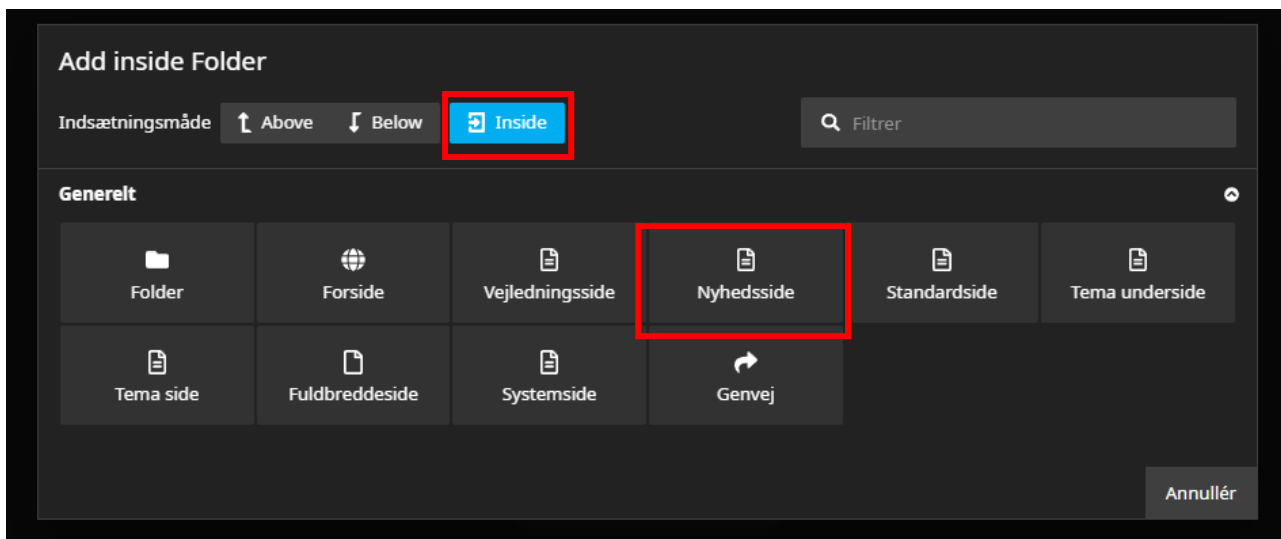 Add inside Folder
Indsætningsmåde Above Below Inside Filtrer
Generelt
Folder Forside Vejledningsside Nyhedsside Standardside Tema underside
Tema side Fuldbreddeside Systemside Genvej
Annullér